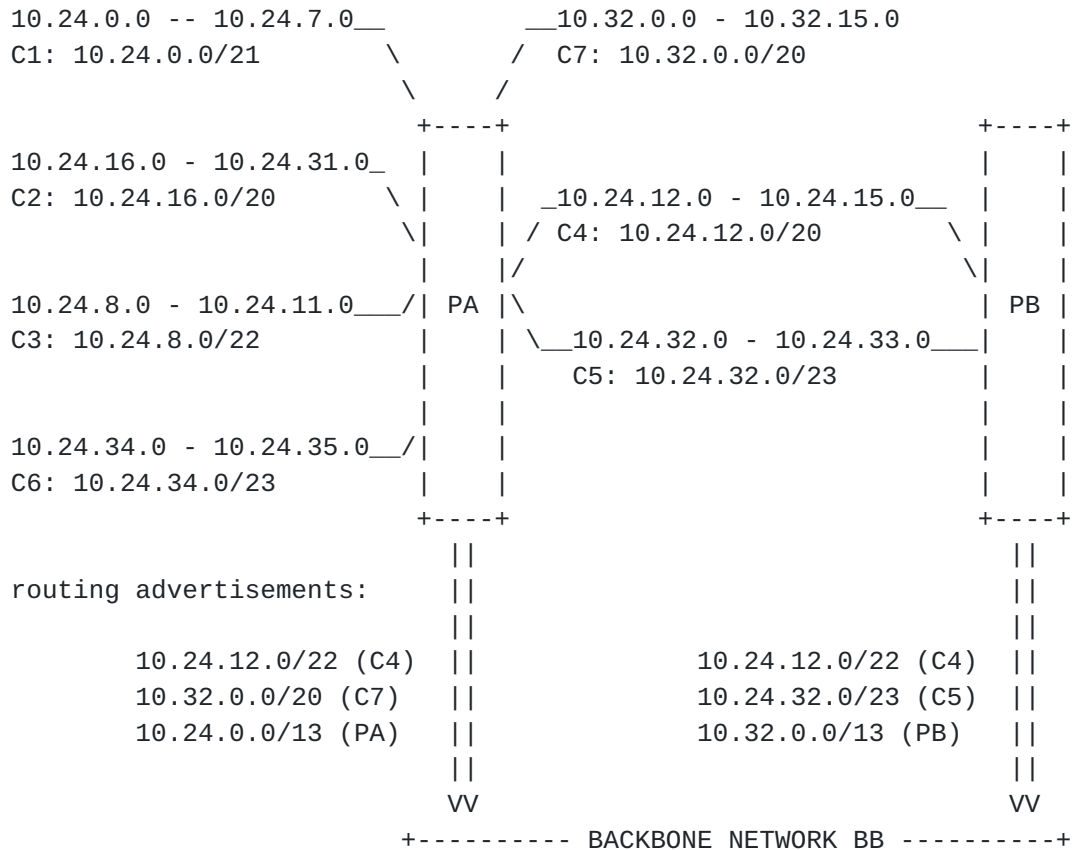 10.24.0.0 -- 10.24.7.0__         __10.32.0.0 - 10.32.15.0
C1: 10.24.0.0/21        \       /  C7: 10.32.0.0/20
                         \     /
                          +----+                              +----+
10.24.16.0 - 10.24.31.0_  |    |                              |    |
C2: 10.24.16.0/20       \ |    |  _10.24.12.0 - 10.24.15.0__  |    |
                         \|    | / C4: 10.24.12.0/20        \ |    |
                          |    |/                            \|    |
10.24.8.0 - 10.24.11.0___/| PA |\                             | PB |
C3: 10.24.8.0/22          |    | \__10.24.32.0 - 10.24.33.0___|    |
                          |    |    C5: 10.24.32.0/23         |    |
                          |    |                              |    |
10.24.34.0 - 10.24.35.0__/|    |                              |    |
C6: 10.24.34.0/23         |    |                              |    |
                          +----+                              +----+
                            ||                                  ||
routing advertisements:     ||                                  ||
                            ||                                  ||
        10.24.12.0/22 (C4)  ||              10.24.12.0/22 (C4)  ||
        10.32.0.0/20 (C7)   ||              10.24.32.0/23 (C5)  ||
        10.24.0.0/13 (PA)   ||              10.32.0.0/13 (PB)   ||
                            ||                                  ||
                            VV                                  VV
                         +---------- BACKBONE NETWORK BB ----------+